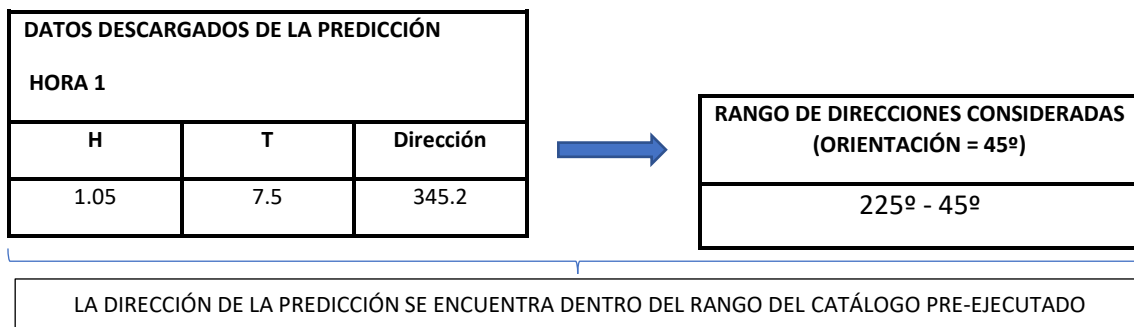 DATOS DESCARGADOS DE LA PREDICCIÓN
HORA 1
H T Dirección
1.05 7.5 345.2
RANGO DE DIRECCIONES CONSIDERADAS
(ORIENTACIÓN = 45º)
225º - 45º
LA DIRECCIÓN DE LA PREDICCIÓN SE ENCUENTRA DENTRO DEL RANGO DEL CATÁLOGO PRE-EJECUTADO